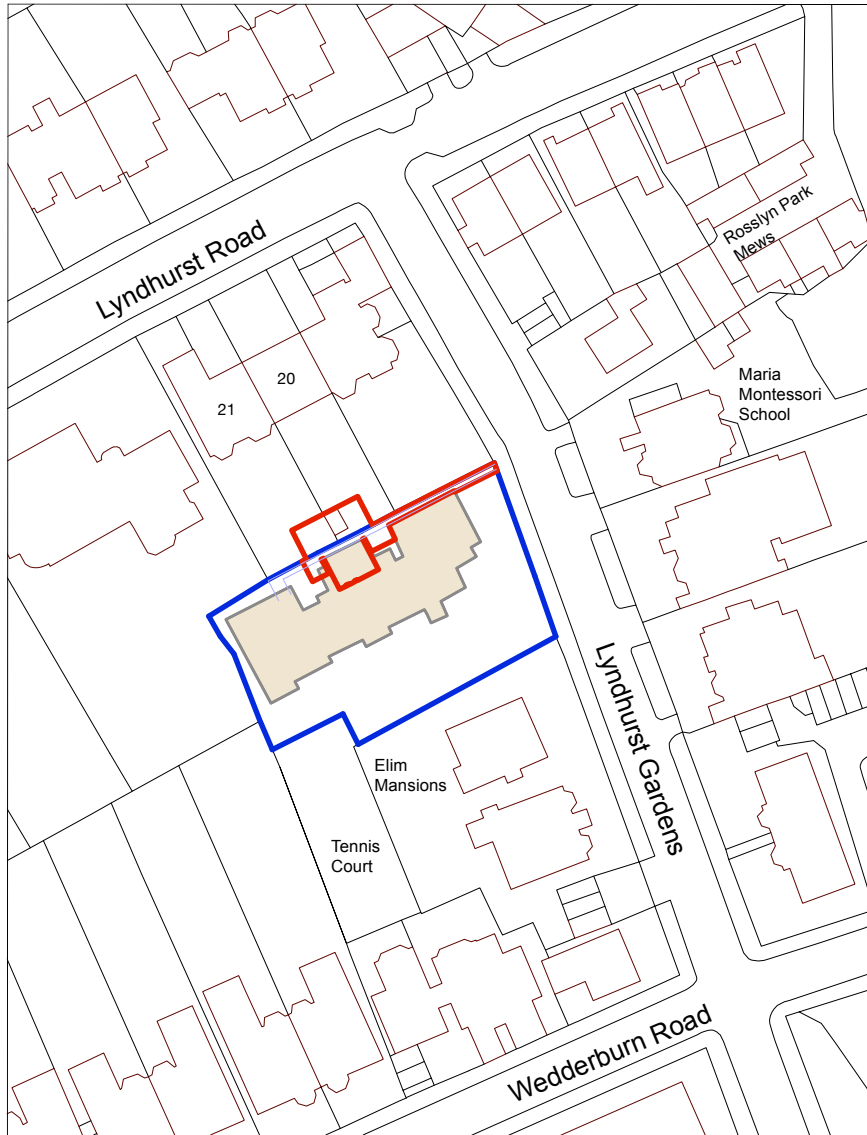 Lyndhurst Road
Rosslyn Park
Mews
20
21
Maria
Montessori
School
Lyndhurst Gardens
Elim
Mansions
Tennis
Court
Wedderburn Road